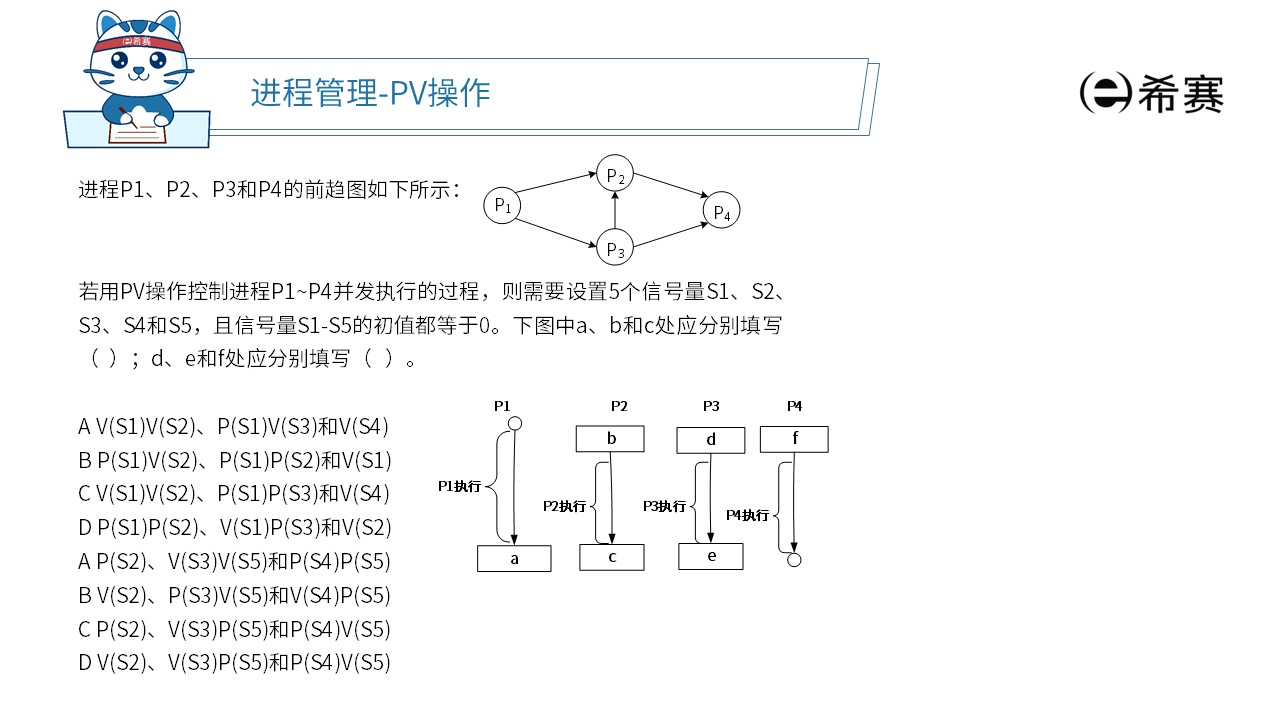 希赛
进程管理-PV操作
希赛
进程P1、P2、P3和P4的前趋图如下所示：
P1
P2
P3
P4
若用PV操作控制进程P1~P4并发执行的过程，则需要设置5个信号量S1、S2、
S3、S4和S5，且信号量S1-S5的初值都等于0。下图中a、b和c处应分别填写
（ ）；d、e和f处应分别填写（ ）。
A V(S1)V(S2)、P(S1)V(S3)和V(S4)
B P(S1)V(S2)、P(S1)P(S2)和V(S1)
C V(S1)V(S2)、P(S1)P(S3)和V(S4)
D P(S1)P(S2)、V(S1)P(S3)和V(S2)
A P(S2)、V(S3)V(S5)和P(S4)P(S5)
B V(S2)、P(S3)V(S5)和V(S4)P(S5)
C P(S2)、V(S3)P(S5)和P(S4)V(S5)
D V(S2)、V(S3)P(S5)和P(S4)V(S5)
P1 P2 P3 P4
b d f
P1执行 P2执行 P3执行 P4执行
a c e